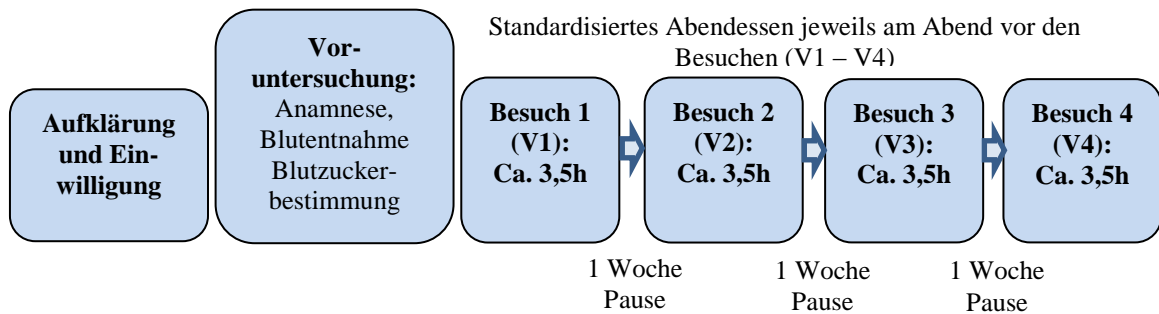 Standardisiertes Abendessen jeweils am Abend vor den
Besuchen (V1 – V4)
Aufklärung
und Ein-
willigung
Vor-
untersuchung:
Anamnese,
Blutentnahme
Blutzucker-
bestimmung
Besuch 1
(V1):
Ca. 3,5h
Besuch 2
(V2):
Ca. 3,5h
Besuch 3
(V3):
Ca. 3,5h
Besuch 4
(V4):
Ca. 3,5h
1 Woche
Pause
1 Woche
Pause
1 Woche
Pause